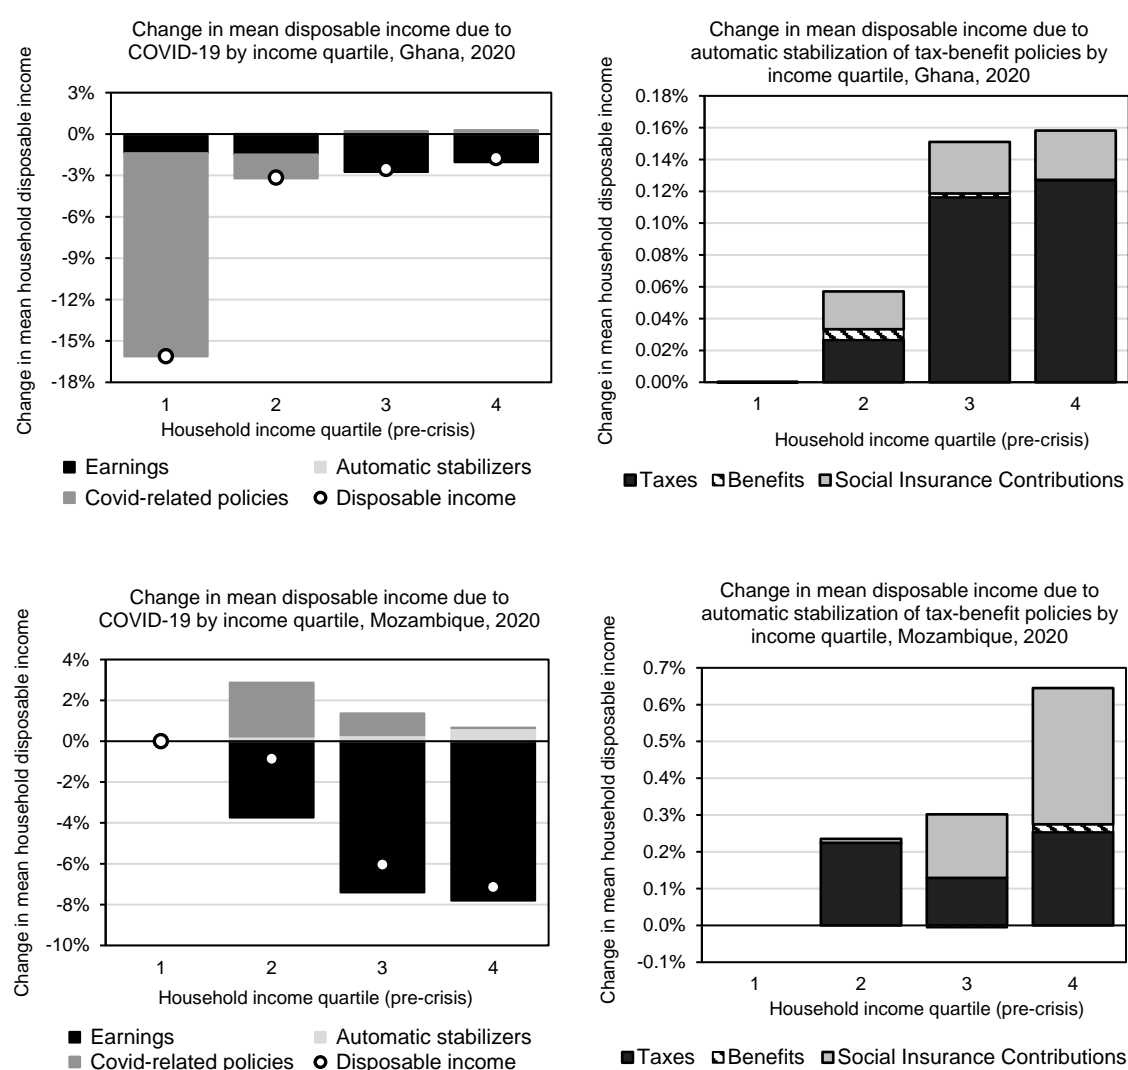 Change in mean disposable income due to
COVID-19 by income quartile, Ghana, 2020
Change in mean household disposable income
3%
0%
-3%
-6%
-9%
-12%
-15%
-18%
1 2 3 4
Household income quartile (pre-crisis)
Earnings Automatic stabilizers
Covid-related policies Disposable income
Change in mean disposable income due to
automatic stabilization of tax-benefit policies by
income quartile, Ghana, 2020
Change in mean household disposable income
0.18%
0.16%
0.14%
0.12%
0.10%
0.08%
0.06%
0.04%
0.02%
0.00%
1 2 3 4
Household income quartile (pre-crisis)
Taxes Benefits Social Insurance Contributions
Change in mean disposable income due to
COVID-19 by income quartile, Mozambique, 2020
Change in mean household disposable income
4%
2%
0%
-2%
-4%
-6%
-8%
-10%
1 2 3 4
Household income quartile (pre-crisis)
Earnings Automatic stabilizers
Covid-related policies Disposable income
Change in mean disposable income due to
automatic stabilization of tax-benefit policies by
income quartile, Mozambique, 2020
Change in mean household disposable income
0.7%
0.6%
0.5%
0.4%
0.3%
0.2%
0.1%
0.0%
-0.1%
1 2 3 4
Household income quartile (pre-crisis)
Taxes Benefits Social Insurance Contributions